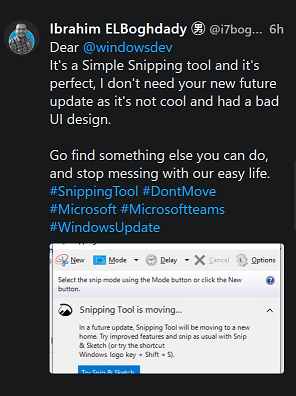 Ibrahim ELBoghdady 男 @i7bog... 6h
Dear @windowsdev
It's a Simple Snipping tool and it's
perfect, I don't need your new future
update as it's not cool and had a bad
UI design.
Go find something else you can do,
and stop messing with our easy life.
#SnippingTool #DontMove
#Microsoft #Microsoftteams
#WindowsUpdate
New Mode Delay Cancel Options
Select the snip mode using the Mode button or click the New
button.
Snipping Tool is moving...
In a future update, Snipping Tool will be moving to a new
home. Try improved features and snip as usual with Snip
& Sketch (or try the shortcut
Windows logo key + Shift + S).
Try Snip & Sketch